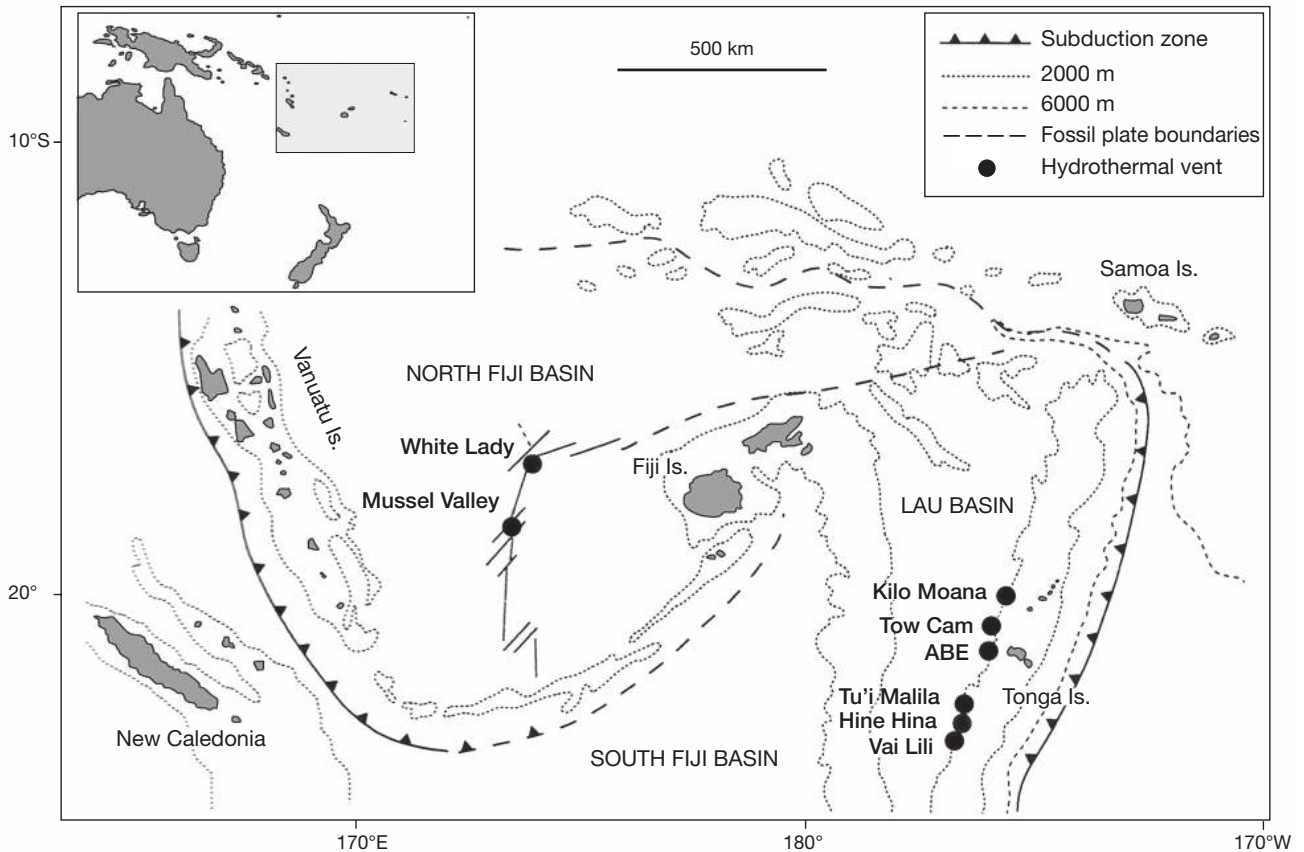 500 km
Subduction zone
2000 m
6000 m
Fossil plate boundaries
Hydrothermal vent
10°S
Samoa Is.
Vanuatu Is.
NORTH FIJI BASIN
White Lady
Fiji Is.
Mussel Valley
LAU BASIN
20°
Kilo Moana
Tow Cam
ABE
Tu'i Malila
Tonga Is.
Hine Hina
New Caledonia
Vai Lili
SOUTH FIJI BASIN
170°E
180°
170°W